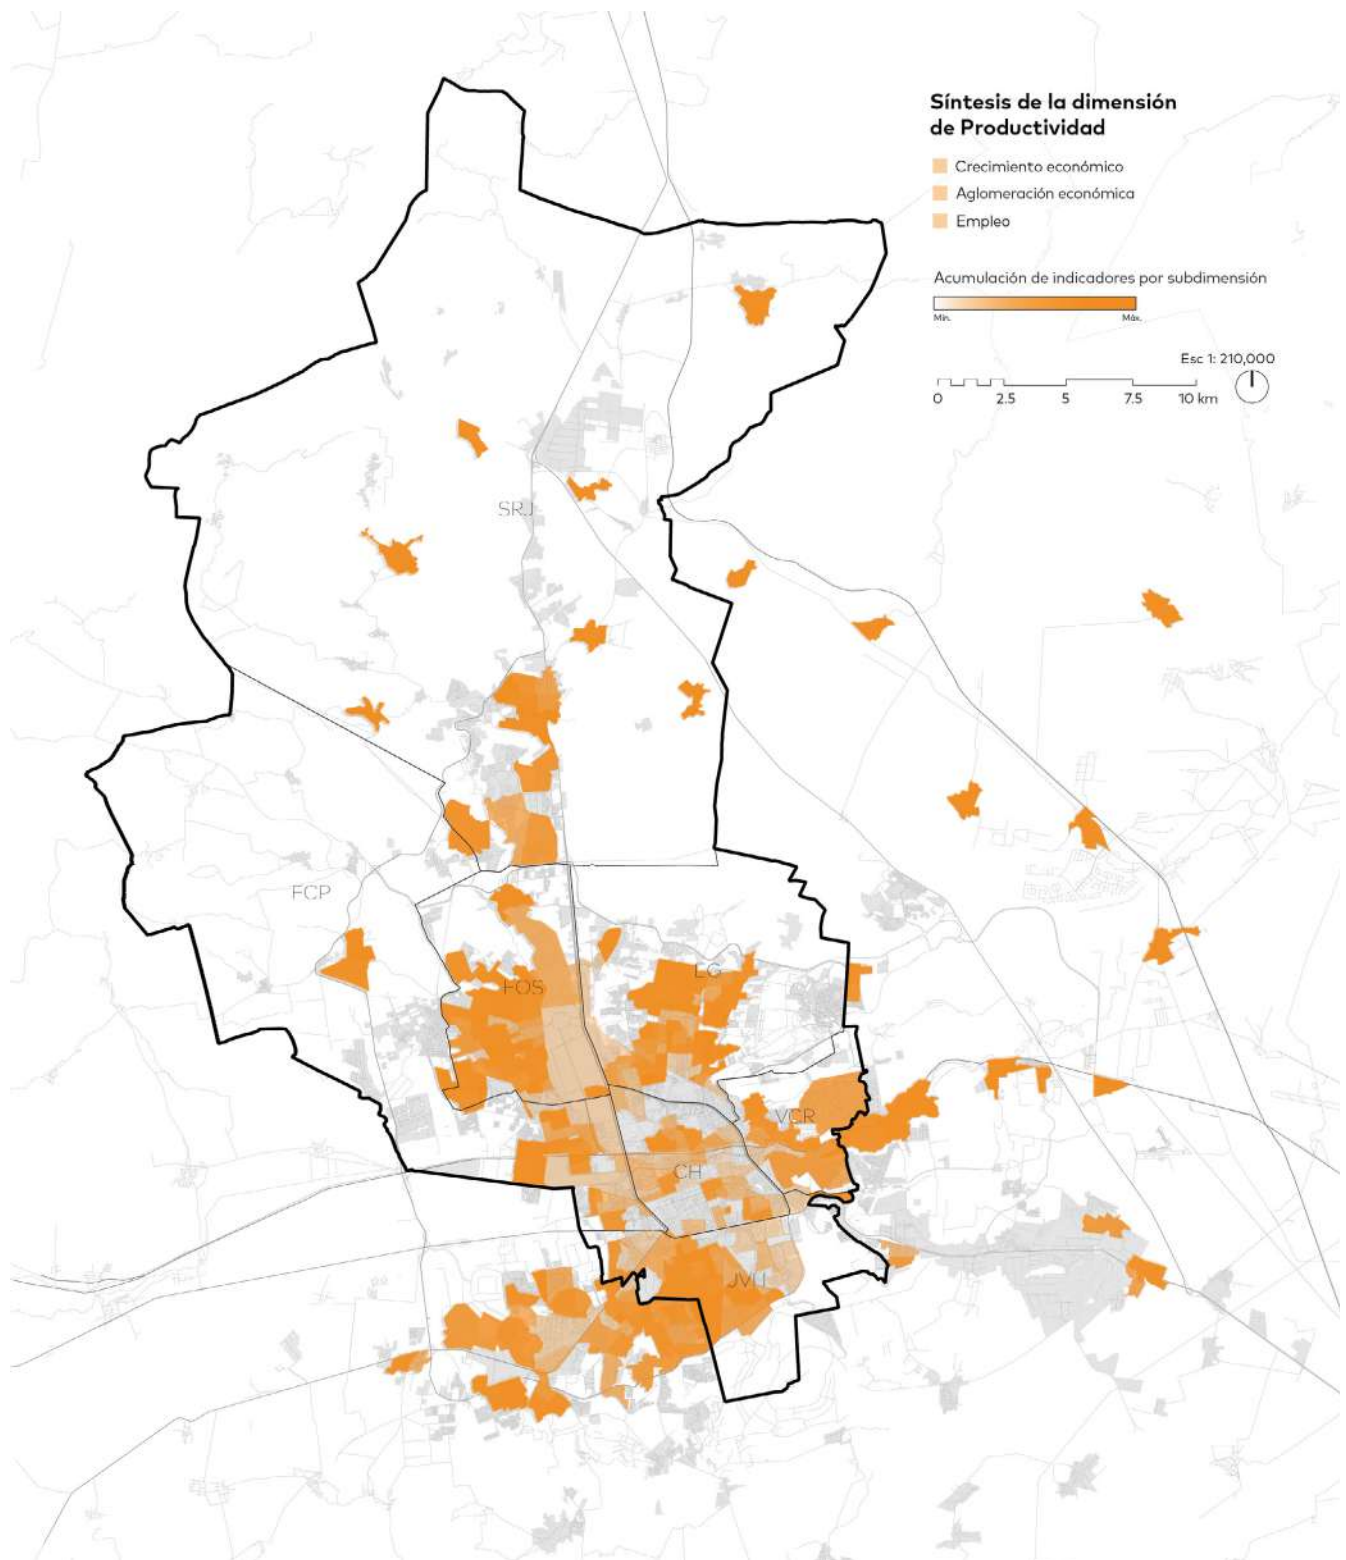 Síntesis de la dimensión
de Productividad
Crecimiento económico
Aglomeración económica
Empleo
Acumulación de indicadores por subdimensión
Mín. Máx.
Esc 1: 210,000
0 2.5 5 7.5 10 km
SRJ
FCP
LG
FOS
VCR
CH
JVH